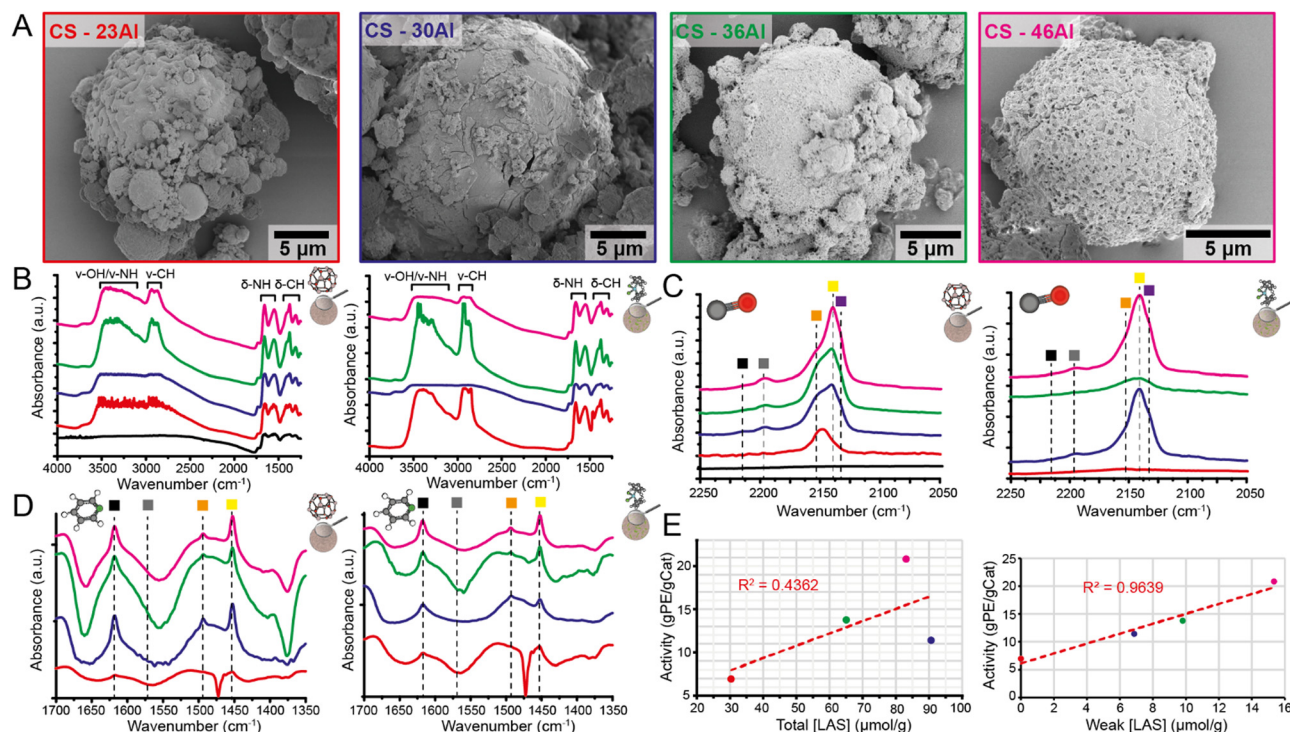 A
CS - 23Al
CS - 30Al
CS - 36Al
CS - 46Al
5 µm
5 µm
5 µm
5 µm
B
ν-OH/ν-NH ν-CH
δ-NH δ-CH
Absorbance (a.u.)
4000 3500 3000 2500 2000 1750 1500
Wavenumber (cm⁻¹)
ν-OH/ν-NH ν-CH
δ-NH δ-CH
Absorbance (a.u.)
4000 3500 3000 2500 2000 1750 1500
Wavenumber (cm⁻¹)
C
Absorbance (a.u.)
2250 2200 2150 2100 2050
Wavenumber (cm⁻¹)
Absorbance (a.u.)
2250 2200 2150 2100 2050
Wavenumber (cm⁻¹)
D
Absorbance (a.u.)
1700 1650 1600 1550 1500 1450 1400 1350
Wavenumber (cm⁻¹)
Absorbance (a.u.)
1700 1650 1600 1550 1500 1450 1400 1350
Wavenumber (cm⁻¹)
E
Activity (gPE/gCat)
20
15
10
5
R² = 0.4362
20 30 40 50 60 70 80 90 100
Total [LAS] (µmol/g)
Activity (gPE/gCat)
25
20
15
10
5
0
R² = 0.9639
0 2 4 6 8 10 12 14 16
Weak [LAS] (µmol/g)